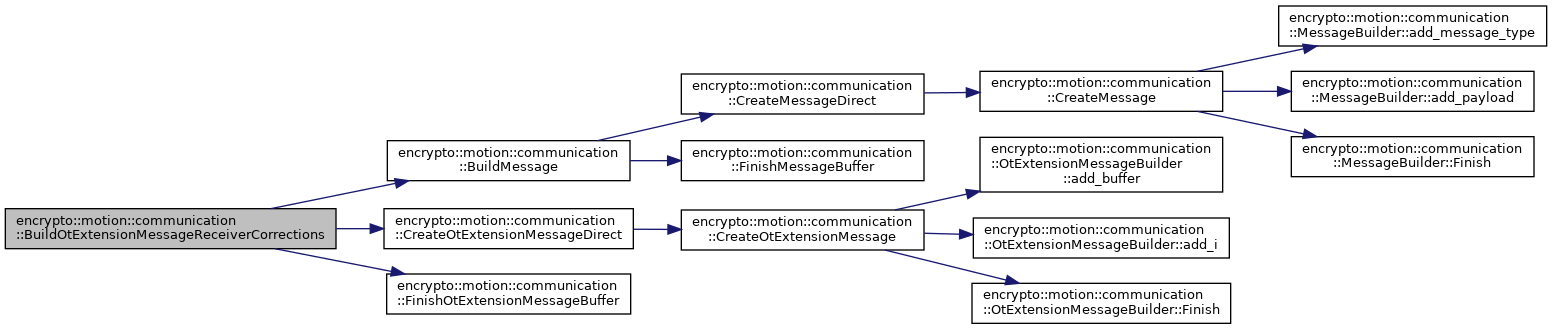 encrypto::motion::communication
::BuildOtExtensionMessageReceiverCorrections
encrypto::motion::communication
::BuildMessage
encrypto::motion::communication
::CreateOtExtensionMessageDirect
encrypto::motion::communication
::FinishOtExtensionMessageBuffer
encrypto::motion::communication
::CreateMessageDirect
encrypto::motion::communication
::FinishMessageBuffer
encrypto::motion::communication
::CreateOtExtensionMessage
encrypto::motion::communication
::CreateMessage
encrypto::motion::communication
::OtExtensionMessageBuilder
::add_buffer
encrypto::motion::communication
::OtExtensionMessageBuilder::add_i
encrypto::motion::communication
::OtExtensionMessageBuilder::Finish
encrypto::motion::communication
::MessageBuilder::add_message_type
encrypto::motion::communication
::MessageBuilder::add_payload
encrypto::motion::communication
::MessageBuilder::Finish